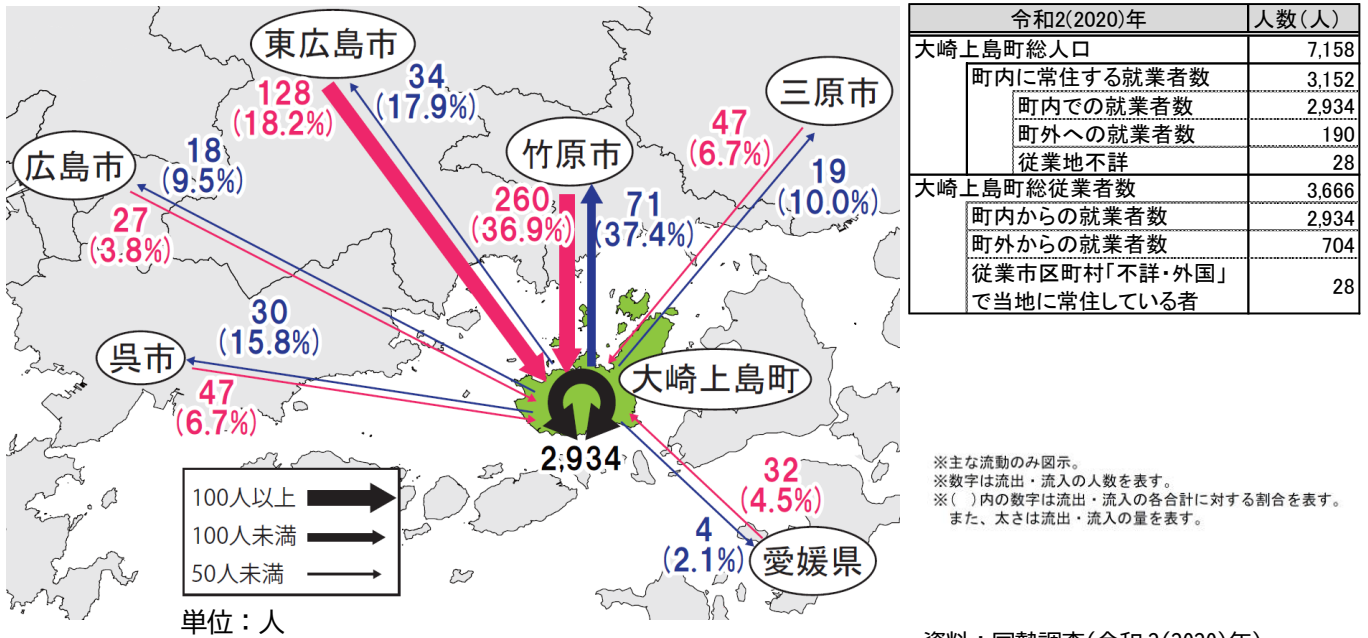 東広島市
128
(18.2%)
34
(17.9%)
三原市
47
(6.7%)
19
(10.0%)
竹原市
260
(36.9%)
71
(37.4%)
広島市
18
(9.5%)
27
(3.8%)
30
(15.8%)
呉市
47
(6.7%)
大崎上島町
2,934
32
(4.5%)
4
(2.1%)
愛媛県
100人以上
100人未満
50人未満
単位：人
令和2(2020)年 人数(人)
大崎上島町総人口 7,158
町内に常住する就業者数 3,152
町内での就業者数 2,934
町外への就業者数 190
従業地不詳 28
大崎上島町総従業者数 3,666
町内からの就業者数 2,934
町外からの就業者数 704
従業市区町村「不詳・外国」
で当地に常住している者 28
※主な流動のみ図示。
※数字は流出・流入の人数を表す。
※(　)内の数字は流出・流入の各合計に対する割合を表す。
また、太さは流出・流入の量を表す。